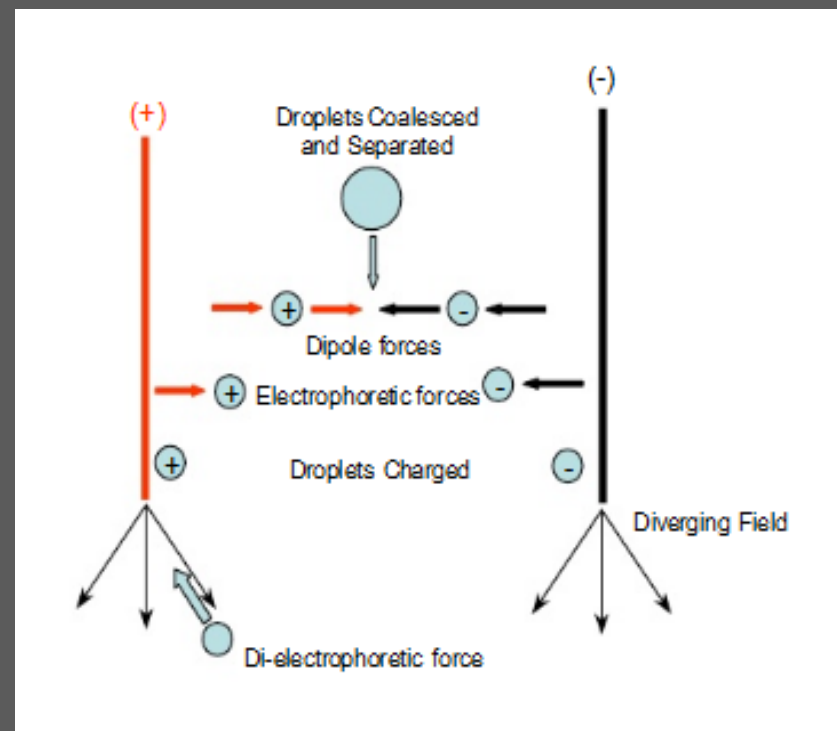 (-)
(+)
Droplets Coalesced
and Separated
+
-
Dipole forces
+
Electrophoretic forces
-
+
Droplets Charged
-
Diverging Field
Di-electrophoretic force